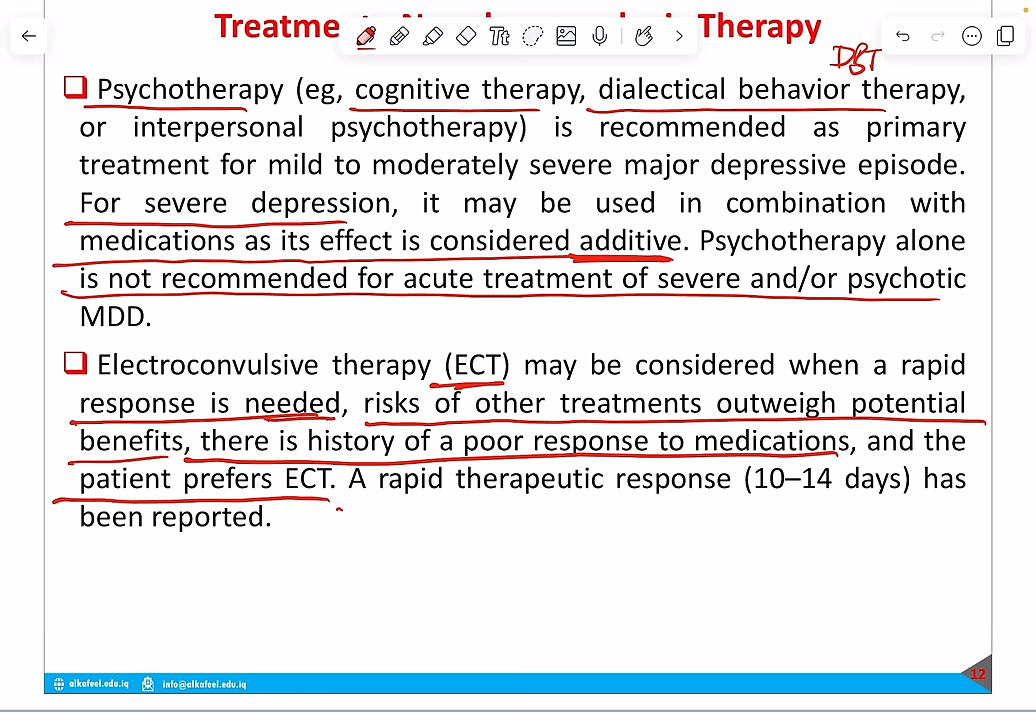 Treatme
Therapy
DBT
Psychotherapy (eg, cognitive therapy, dialectical behavior therapy,
or interpersonal psychotherapy) is recommended as primary
treatment for mild to moderately severe major depressive episode.
For severe depression, it may be used in combination with
medications as its effect is considered additive. Psychotherapy alone
is not recommended for acute treatment of severe and/or psychotic
MDD.
Electroconvulsive therapy (ECT) may be considered when a rapid
response is needed, risks of other treatments outweigh potential
benefits, there is history of a poor response to medications, and the
patient prefers ECT. A rapid therapeutic response (10–14 days) has
been reported.
alkafeel.edu.iq info@alkafeel.edu.iq
12